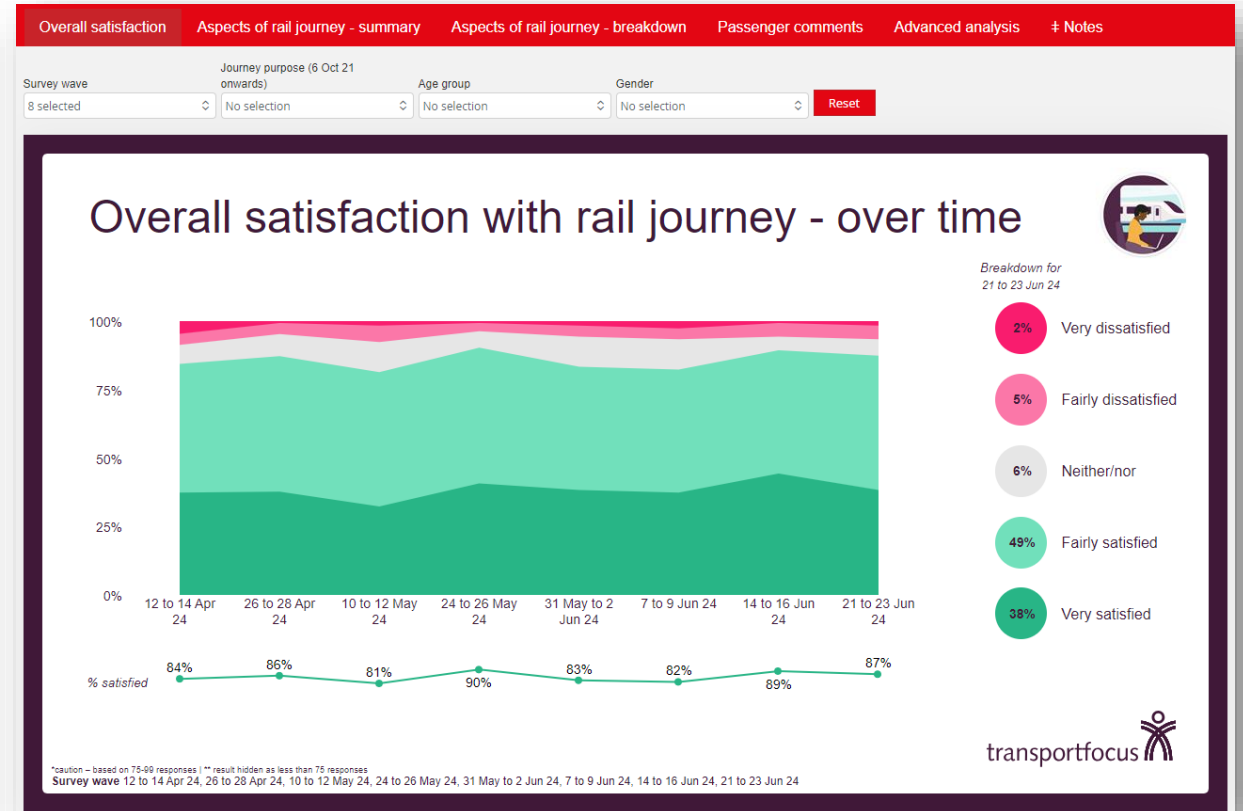 Overall satisfaction Aspects of rail journey - summary Aspects of rail journey - breakdown Passenger comments Advanced analysis ‡ Notes
Survey wave
8 selected
Journey purpose (6 Oct 21
onwards)
No selection
Age group
No selection
Gender
No selection
Reset
Overall satisfaction with rail journey - over time
Breakdown for
21 to 23 Jun 24
100%
75%
50%
25%
0%
2% Very dissatisfied
5% Fairly dissatisfied
6% Neither/nor
49% Fairly satisfied
38% Very satisfied
12 to 14 Apr
24
26 to 28 Apr
24
10 to 12 May
24
24 to 26 May
24
31 May to 2
Jun 24
7 to 9 Jun 24
14 to 16 Jun
24
21 to 23 Jun
24
% satisfied
84% 86% 81% 90% 83% 82% 89% 87%
transportfocus
*caution – based on 75-99 responses | ** result hidden as less than 75 responses
Survey wave 12 to 14 Apr 24, 26 to 28 Apr 24, 10 to 12 May 24, 24 to 26 May 24, 31 May to 2 Jun 24, 7 to 9 Jun 24, 14 to 16 Jun 24, 21 to 23 Jun 24